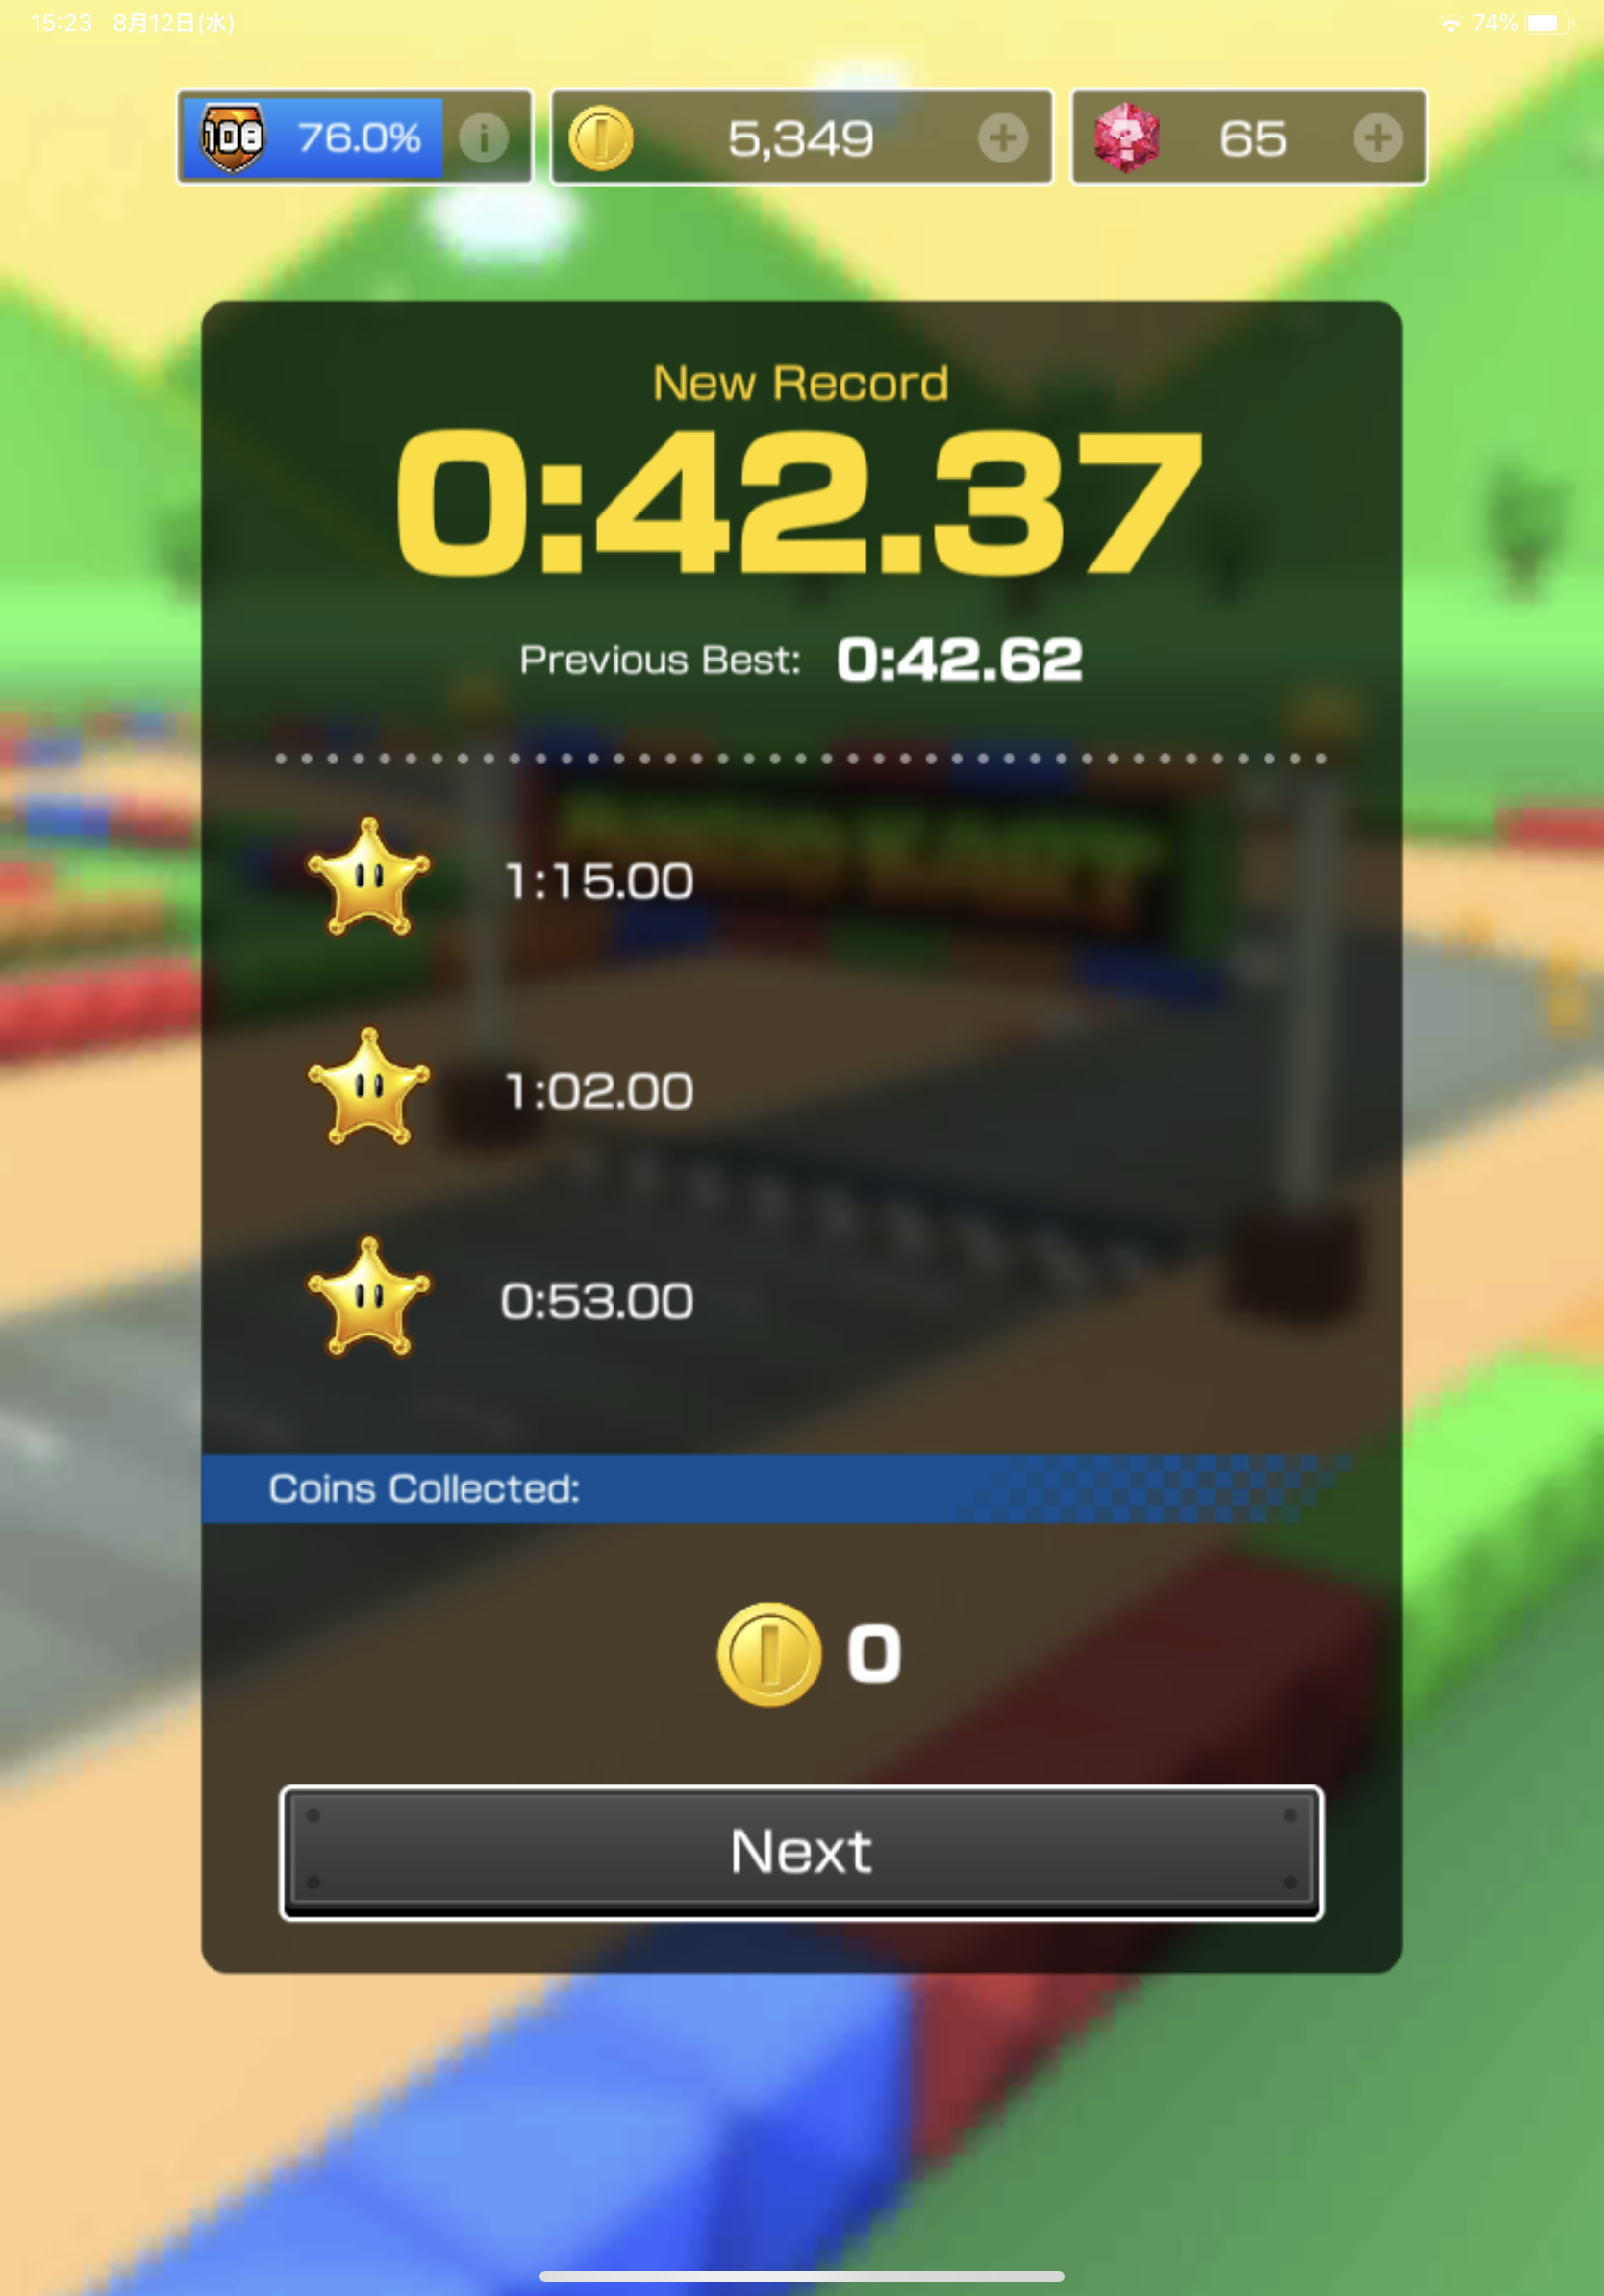 15:23 8月12日(水) 74%
108 76.0% i 5,349 + 65 +
New Record
0:42.37
Previous Best: 0:42.62
1:15.00
1:02.00
0:53.00
Coins Collected:
0
Next